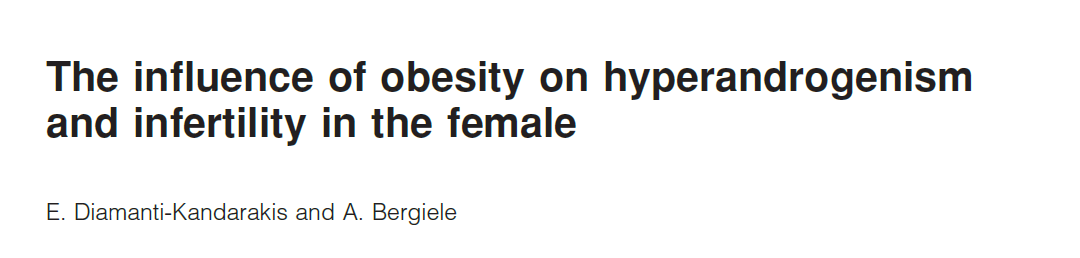 The influence of obesity on hyperandrogenism
and infertility in the female
E. Diamanti-Kandarakis and A. Bergiele